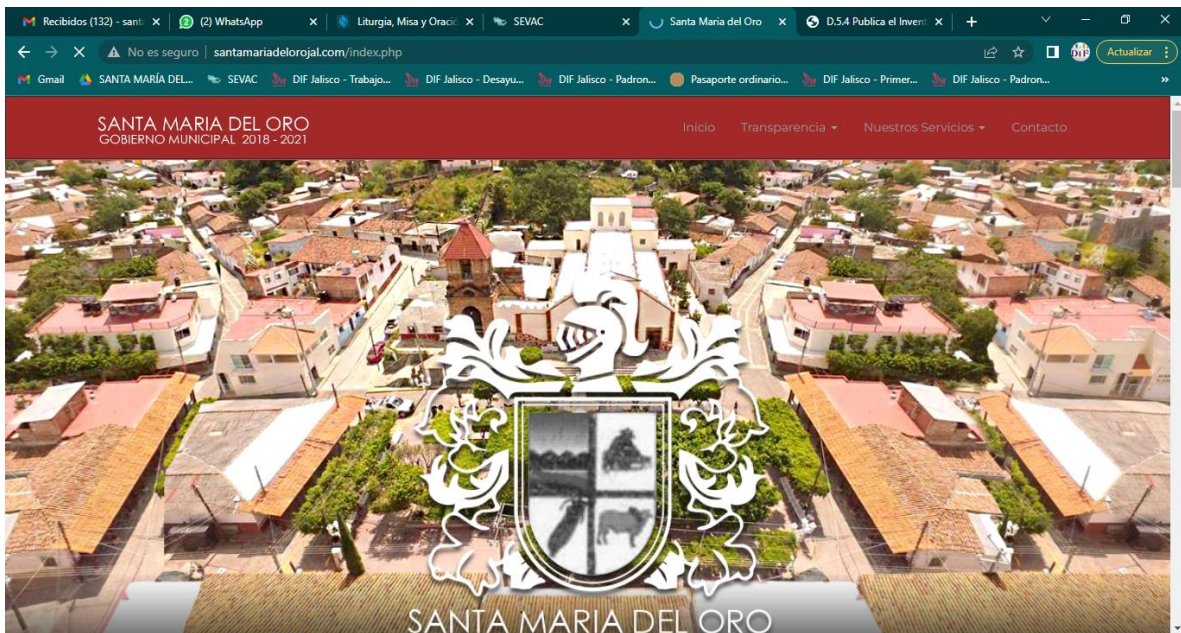 Recibidos (132) - santa
(2) WhatsApp
Liturgia, Misa y Oració
SEVAC
Santa Maria del Oro
D.5.4 Publica el Invent
No es seguro | santamariadelorojal.com/index.php
Actualizar
Gmail
SANTA MARÍA DEL...
SEVAC
DIF Jalisco - Trabajo...
DIF Jalisco - Desayu...
DIF Jalisco - Padron...
Pasaporte ordinario...
DIF Jalisco - Primer...
DIF Jalisco - Padron...
»
SANTA MARIA DEL ORO
GOBIERNO MUNICIPAL 2018 - 2021
Inicio Transparencia Nuestros Servicios Contacto
SANTA MARIA DEL ORO